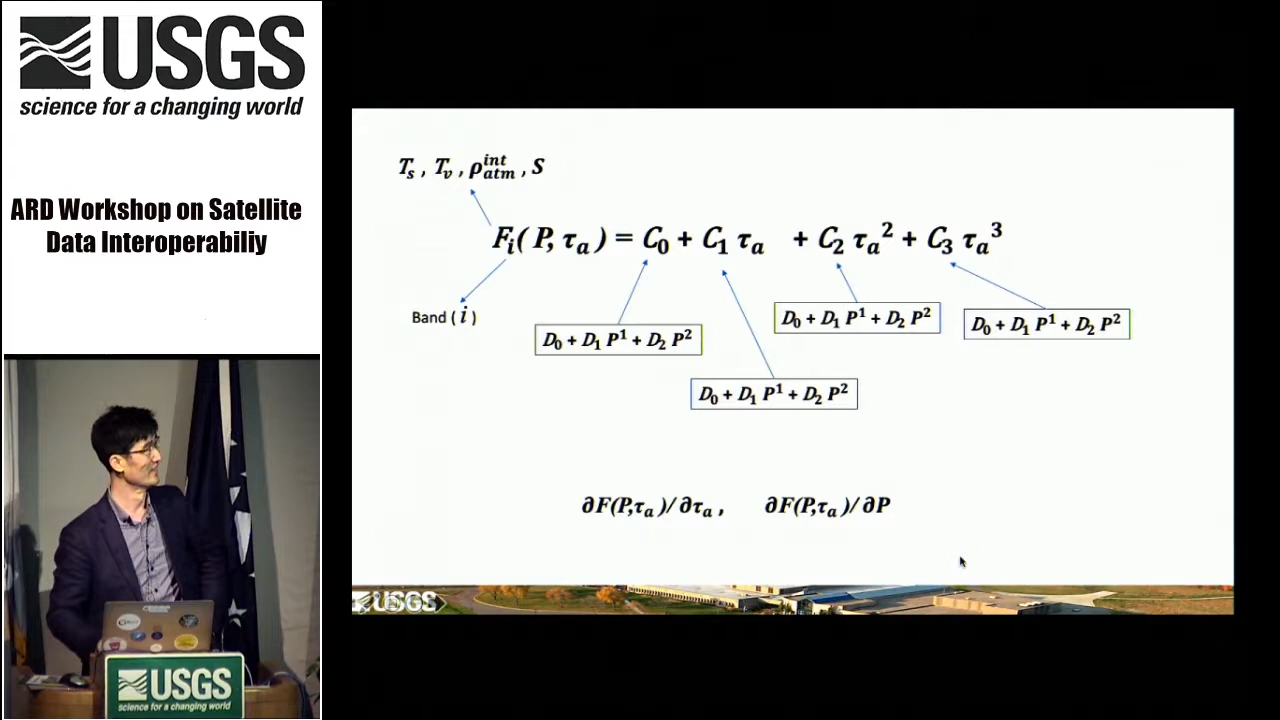 USGS
science for a changing world
ARD Workshop on Satellite
Data Interoperabiliy
Tₛ , Tᵥ , ρ_atm^int , S
Fᵢ( P, τₐ ) = C₀ + C₁ τₐ + C₂ τₐ² + C₃ τₐ³
Band ( i )
D₀ + D₁ P¹ + D₂ P²
D₀ + D₁ P¹ + D₂ P²
D₀ + D₁ P¹ + D₂ P²
D₀ + D₁ P¹ + D₂ P²
∂F(P,τₐ)/∂τₐ , ∂F(P,τₐ)/∂P
USGS
USGS
science for a changing world